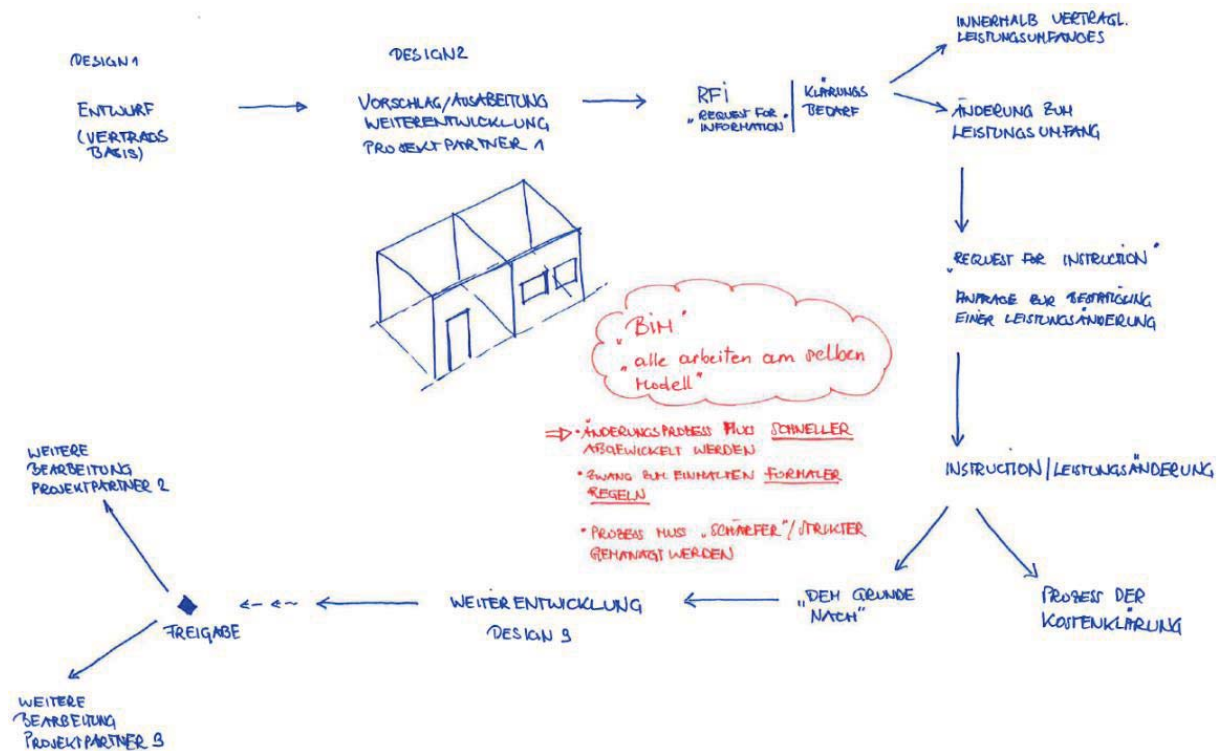 DESIGN 1
ENTWURF
(VERTRAGS
BASIS)
DESIGN 2
VORSCHLAG/AUSABEITUNG
WEITERENTWICKLUNG
PROJEKTPARTNER 1
RFi
„REQUEST FOR
INFORMATION"
KLÄRUNGS
BEDARF
INNERHALB VERTRAGL.
LEISTUNGSUMFANGES
ÄNDERUNG ZUM
LEISTUNGSUMFANG
„REQUEST FOR INSTRUCTION"
ANFRAGE ZUR BESTÄTIGUNG
EINER LEISTUNGSÄNDERUNG
INSTRUCTION/LEISTUNGSÄNDERUNG
PROZESS DER
KOSTENKLÄRUNG
„DEM GRUNDE
NACH"
WEITERENTWICKLUNG
DESIGN 3
FREIGABE
WEITERE
BEARBEITUNG
PROJEKTPARTNER 2
WEITERE
BEARBEITUNG
PROJEKTPARTNER 3
„BIM"
„alle arbeiten am selben
Modell"
⇒ • ÄNDERUNGSPROZESS MUSS SCHNELLER
ABGEWICKELT WERDEN
• ZWANG ZUM EINHALTEN FORMALER
REGELN
• PROZESS MUSS „SCHÄRFER"/STRIKTER
GEMANAGT WERDEN